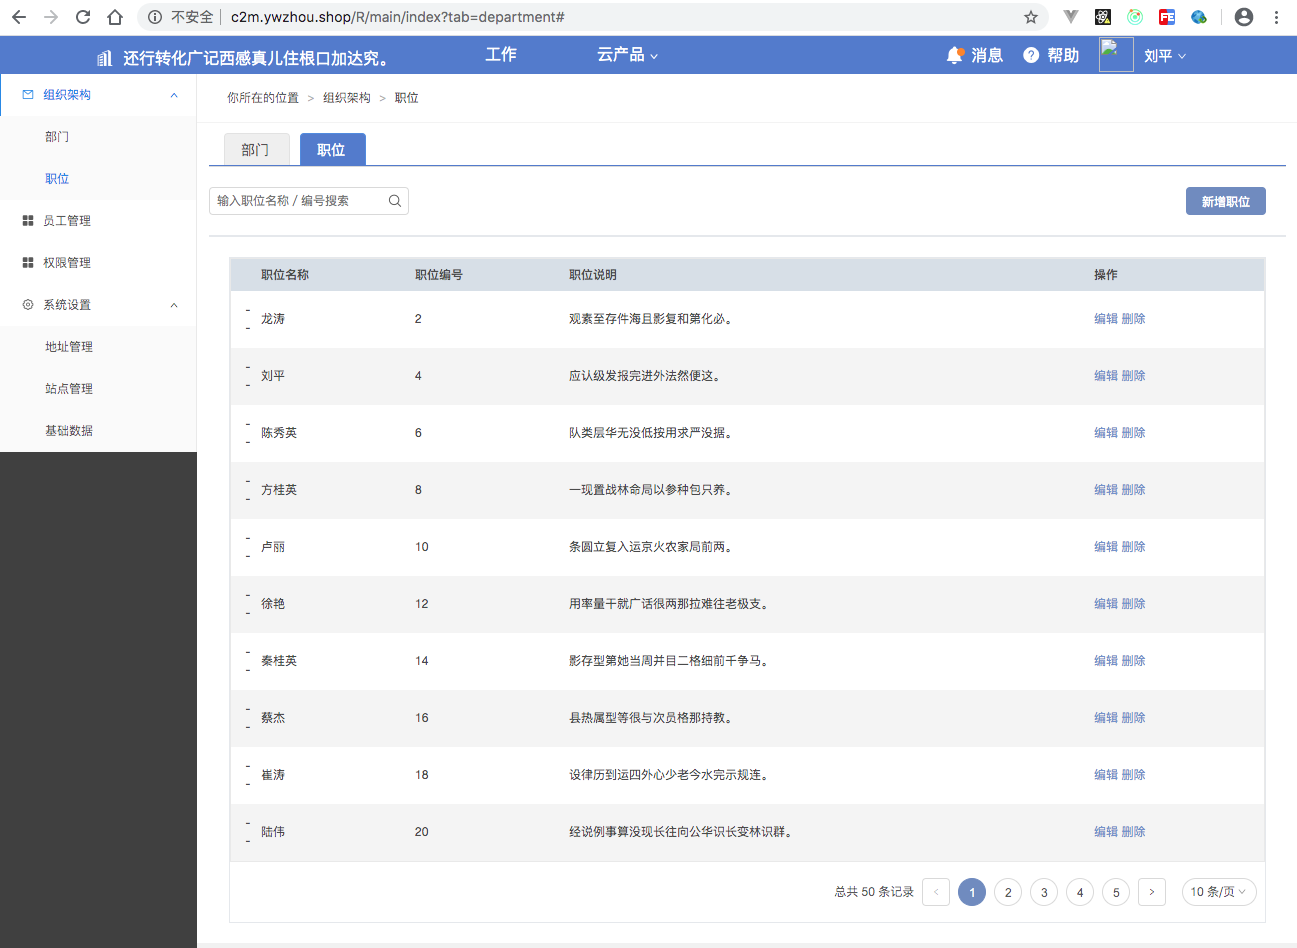 不安全 c2m.ywzhou.shop/R/main/index?tab=department#
还行转化广记西感真儿住根口加达究。 工作 云产品 消息 帮助 刘平
组织架构
部门
职位
员工管理
权限管理
系统设置
地址管理
站点管理
基础数据
你所在的位置 > 组织架构 > 职位
部门 职位
输入职位名称 / 编号搜索 新增职位
职位名称 职位编号 职位说明 操作
-- 龙涛 2 观素至存件海且影复和第化必。 编辑 删除
-- 刘平 4 应认级发报完进外法然便这。 编辑 删除
-- 陈秀英 6 队类层华无没低按用求严没据。 编辑 删除
-- 方桂英 8 一现置战林命局以参种包只养。 编辑 删除
-- 卢丽 10 条圆立复入运京火农家局前两。 编辑 删除
-- 徐艳 12 用率量干就广话很两那拉难往老极支。 编辑 删除
-- 秦桂英 14 影存型第她当周并目二格细前千争马。 编辑 删除
-- 蔡杰 16 县热属型等很与次员格那持教。 编辑 删除
-- 崔涛 18 设律历到运四外心少老今水完示规连。 编辑 删除
-- 陆伟 20 经说例事算没现长往向公华识长变林识群。 编辑 删除
总共 50 条记录 < 1 2 3 4 5 > 10 条/页